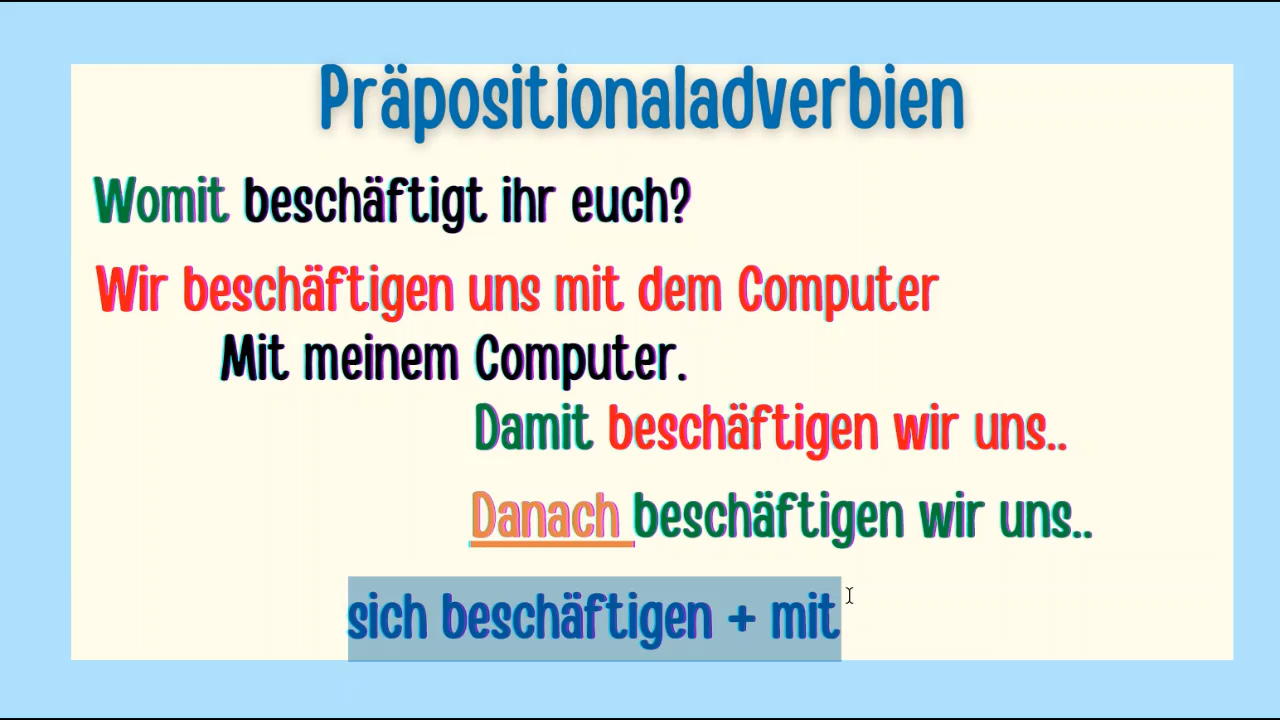 Präpositionaladverbien
Womit beschäftigt ihr euch?
Wir beschäftigen uns mit dem Computer
Mit meinem Computer.
Damit beschäftigen wir uns..
Danach beschäftigen wir uns..
sich beschäftigen + mit